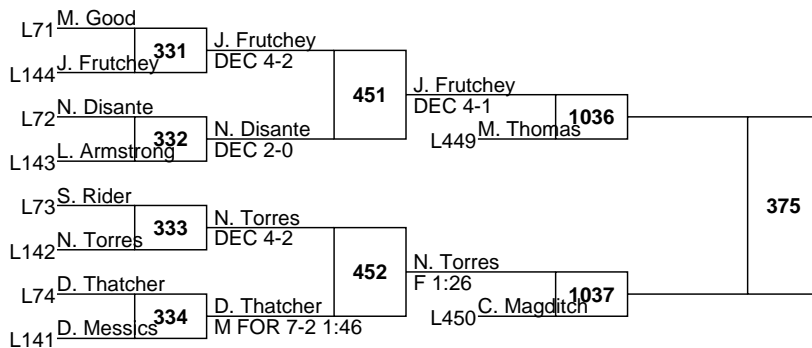 M. Good
L71
331
J. Frutchey
DEC 4-2
J. Frutchey
L144
451
J. Frutchey
DEC 4-1
1036
N. Disante
L72
M. Thomas
L449
332
N. Disante
DEC 2-0
L. Armstrong
L143
375
S. Rider
L73
333
N. Torres
DEC 4-2
N. Torres
L142
452
N. Torres
F 1:26
1037
D. Thatcher
L74
C. Magditch
L450
334
D. Thatcher
M FOR 7-2 1:46
D. Messics
L141